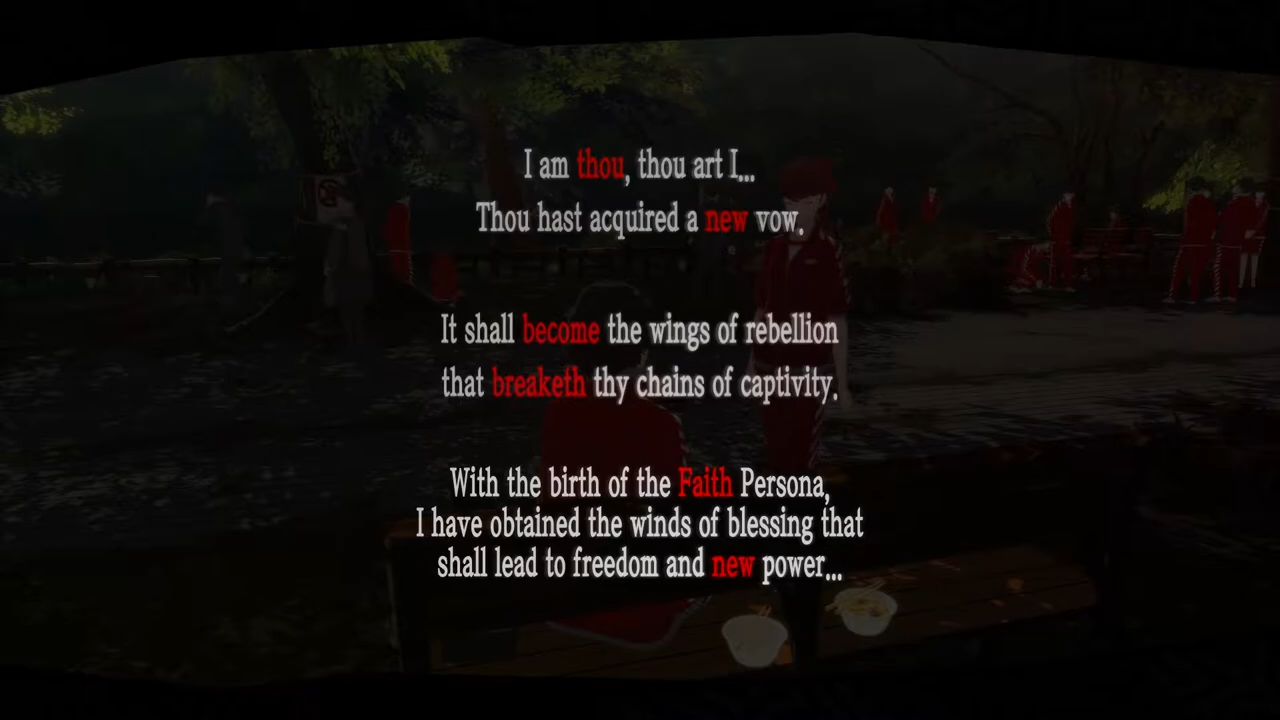 I am thou, thou art I...
Thou hast acquired a new vow.
It shall become the wings of rebellion
that breaketh thy chains of captivity.
With the birth of the Faith Persona,
I have obtained the winds of blessing that
shall lead to freedom and new power...